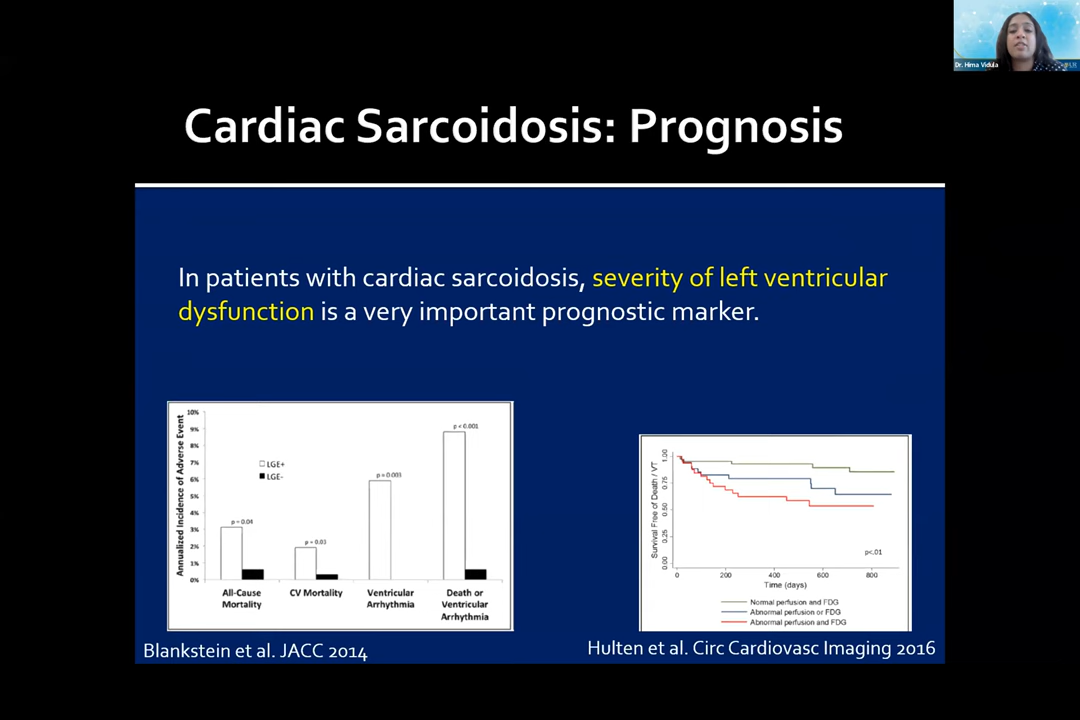 Dr. Hima Vidula
Cardiac Sarcoidosis: Prognosis
In patients with cardiac sarcoidosis, severity of left ventricular
dysfunction is a very important prognostic marker.
Annualized Incidence of Adverse Event
10%
9%
8%
7%
6%
5%
4%
3%
2%
1%
0%
LGE+
LGE-
p = 0.04
p = 0.03
p = 0.003
p < 0.001
All-Cause
Mortality
CV Mortality
Ventricular
Arrhythmia
Death or
Ventricular
Arrhythmia
Blankstein et al. JACC 2014
Survival Free of Death / VT
1.00
0.75
0.50
0.25
0.00
p<.01
0 200 400 600 800
Time (days)
Normal perfusion and FDG
Abnormal perfusion or FDG
Abnormal perfusion and FDG
Hulten et al. Circ Cardiovasc Imaging 2016